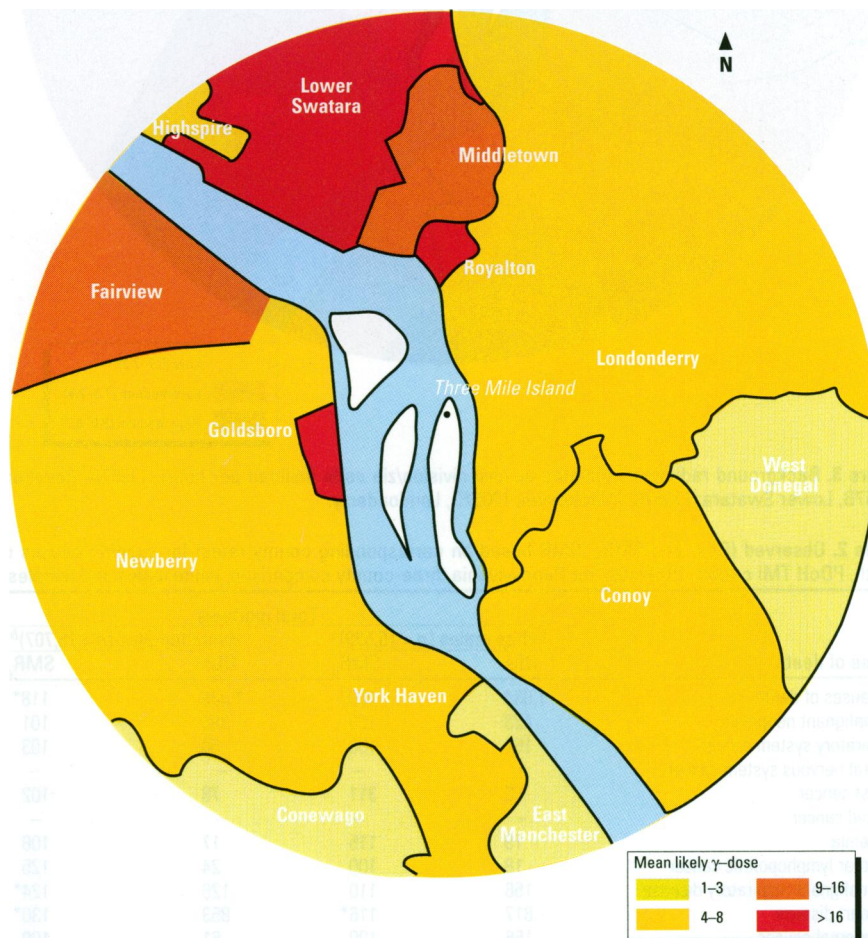 N
Lower
Swatara
Highspire
Middletown
Royalton
Fairview
Londonderry
Three Mile Island
Goldsboro
West
Donegal
Newberry
Conoy
York Haven
Conewago
East
Manchester
Mean likely γ–dose
1–3
9–16
4–8
> 16